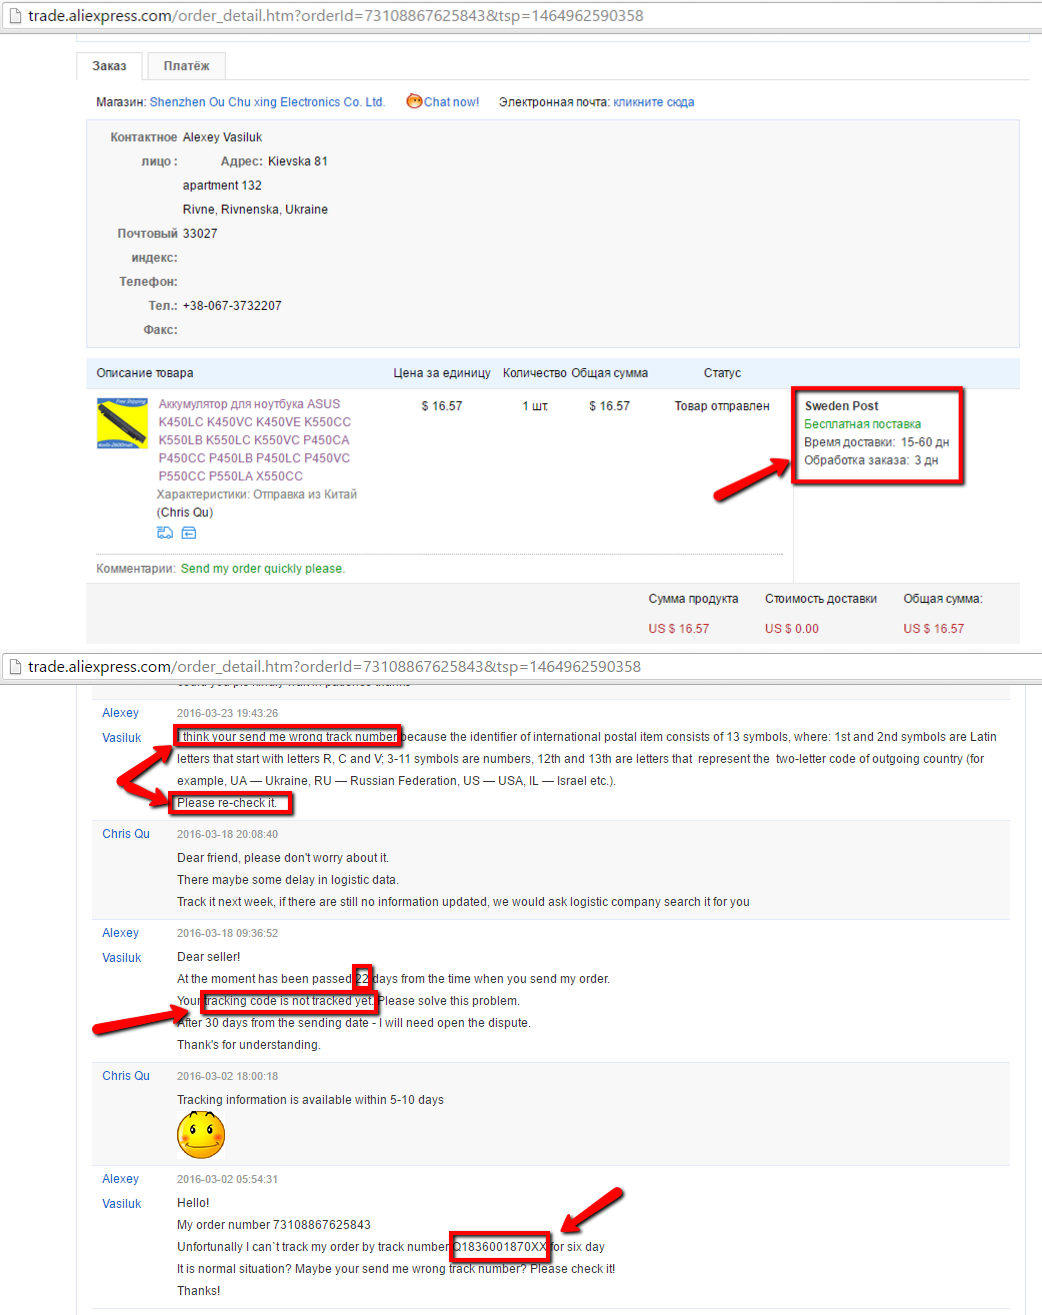 trade.aliexpress.com/order_detail.htm?orderId=73108867625843&tsp=1464962590358
Заказ Платёж
Магазин: Shenzhen Ou Chu xing Electronics Co. Ltd. Chat now! Электронная почта: кликните сюда
Контактное Alexey Vasiluk
лицо : Адрес: Kievska 81
apartment 132
Rivne, Rivnenska, Ukraine
Почтовый 33027
индекс:
Телефон:
Тел.: +38-067-3732207
Факс:
Описание товара Цена за единицу Количество Общая сумма Статус
Аккумулятор для ноутбука ASUS $ 16.57 1 шт. $ 16.57 Товар отправлен Sweden Post
K450LC K450VC K450VE K550CC Бесплатная поставка
K550LB K550LC K550VC P450CA Время доставки: 15-60 дн
P450CC P450LB P450LC P450VC Обработка заказа: 3 дн
P550CC P550LA X550CC
Характеристики: Отправка из Китай
(Chris Qu)
Комментарии: Send my order quickly please.
Сумма продукта Стоимость доставки Общая сумма:
US $ 16.57 US $ 0.00 US $ 16.57
trade.aliexpress.com/order_detail.htm?orderId=73108867625843&tsp=1464962590358
Alexey 2016-03-23 19:43:26
Vasiluk I think your send me wrong track number because the identifier of international postal item consists of 13 symbols, where: 1st and 2nd symbols are Latin
letters that start with letters R, C and V; 3-11 symbols are numbers, 12th and 13th are letters that represent the two-letter code of outgoing country (for
example, UA — Ukraine, RU — Russian Federation, US — USA, IL — Israel etc.).
Please re-check it.
Chris Qu 2016-03-18 20:08:40
Dear friend, please don't worry about it.
There maybe some delay in logistic data.
Track it next week, if there are still no information updated, we would ask logistic company search it for you
Alexey 2016-03-18 09:36:52
Vasiluk Dear seller!
At the moment has been passed 22 days from the time when you send my order.
Your tracking code is not tracked yet. Please solve this problem.
After 30 days from the sending date - I will need open the dispute.
Thank's for understanding.
Chris Qu 2016-03-02 18:00:18
Tracking information is available within 5-10 days
Alexey 2016-03-02 05:54:31
Vasiluk Hello!
My order number 73108867625843
Unfortunally I can`t track my order by track number Q1836001870XX for six day
It is normal situation? Maybe your send me wrong track number? Please check it!
Thanks!